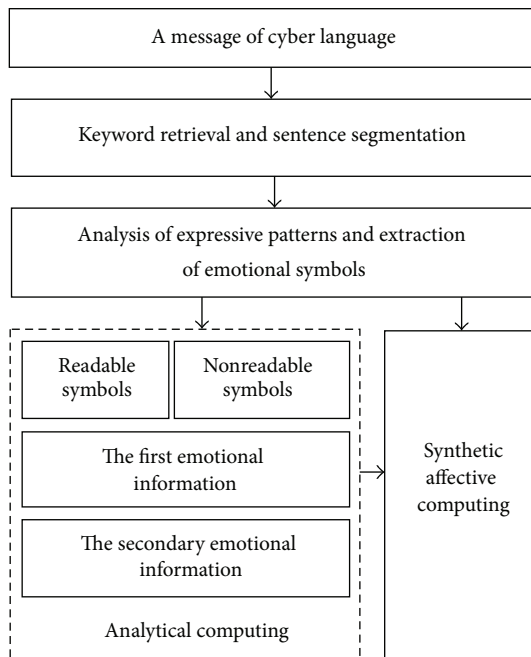 A message of cyber language
Keyword retrieval and sentence segmentation
Analysis of expressive patterns and extraction
of emotional symbols
Readable
symbols
Nonreadable
symbols
The first emotional
information
The secondary emotional
information
Analytical computing
Synthetic
affective
computing